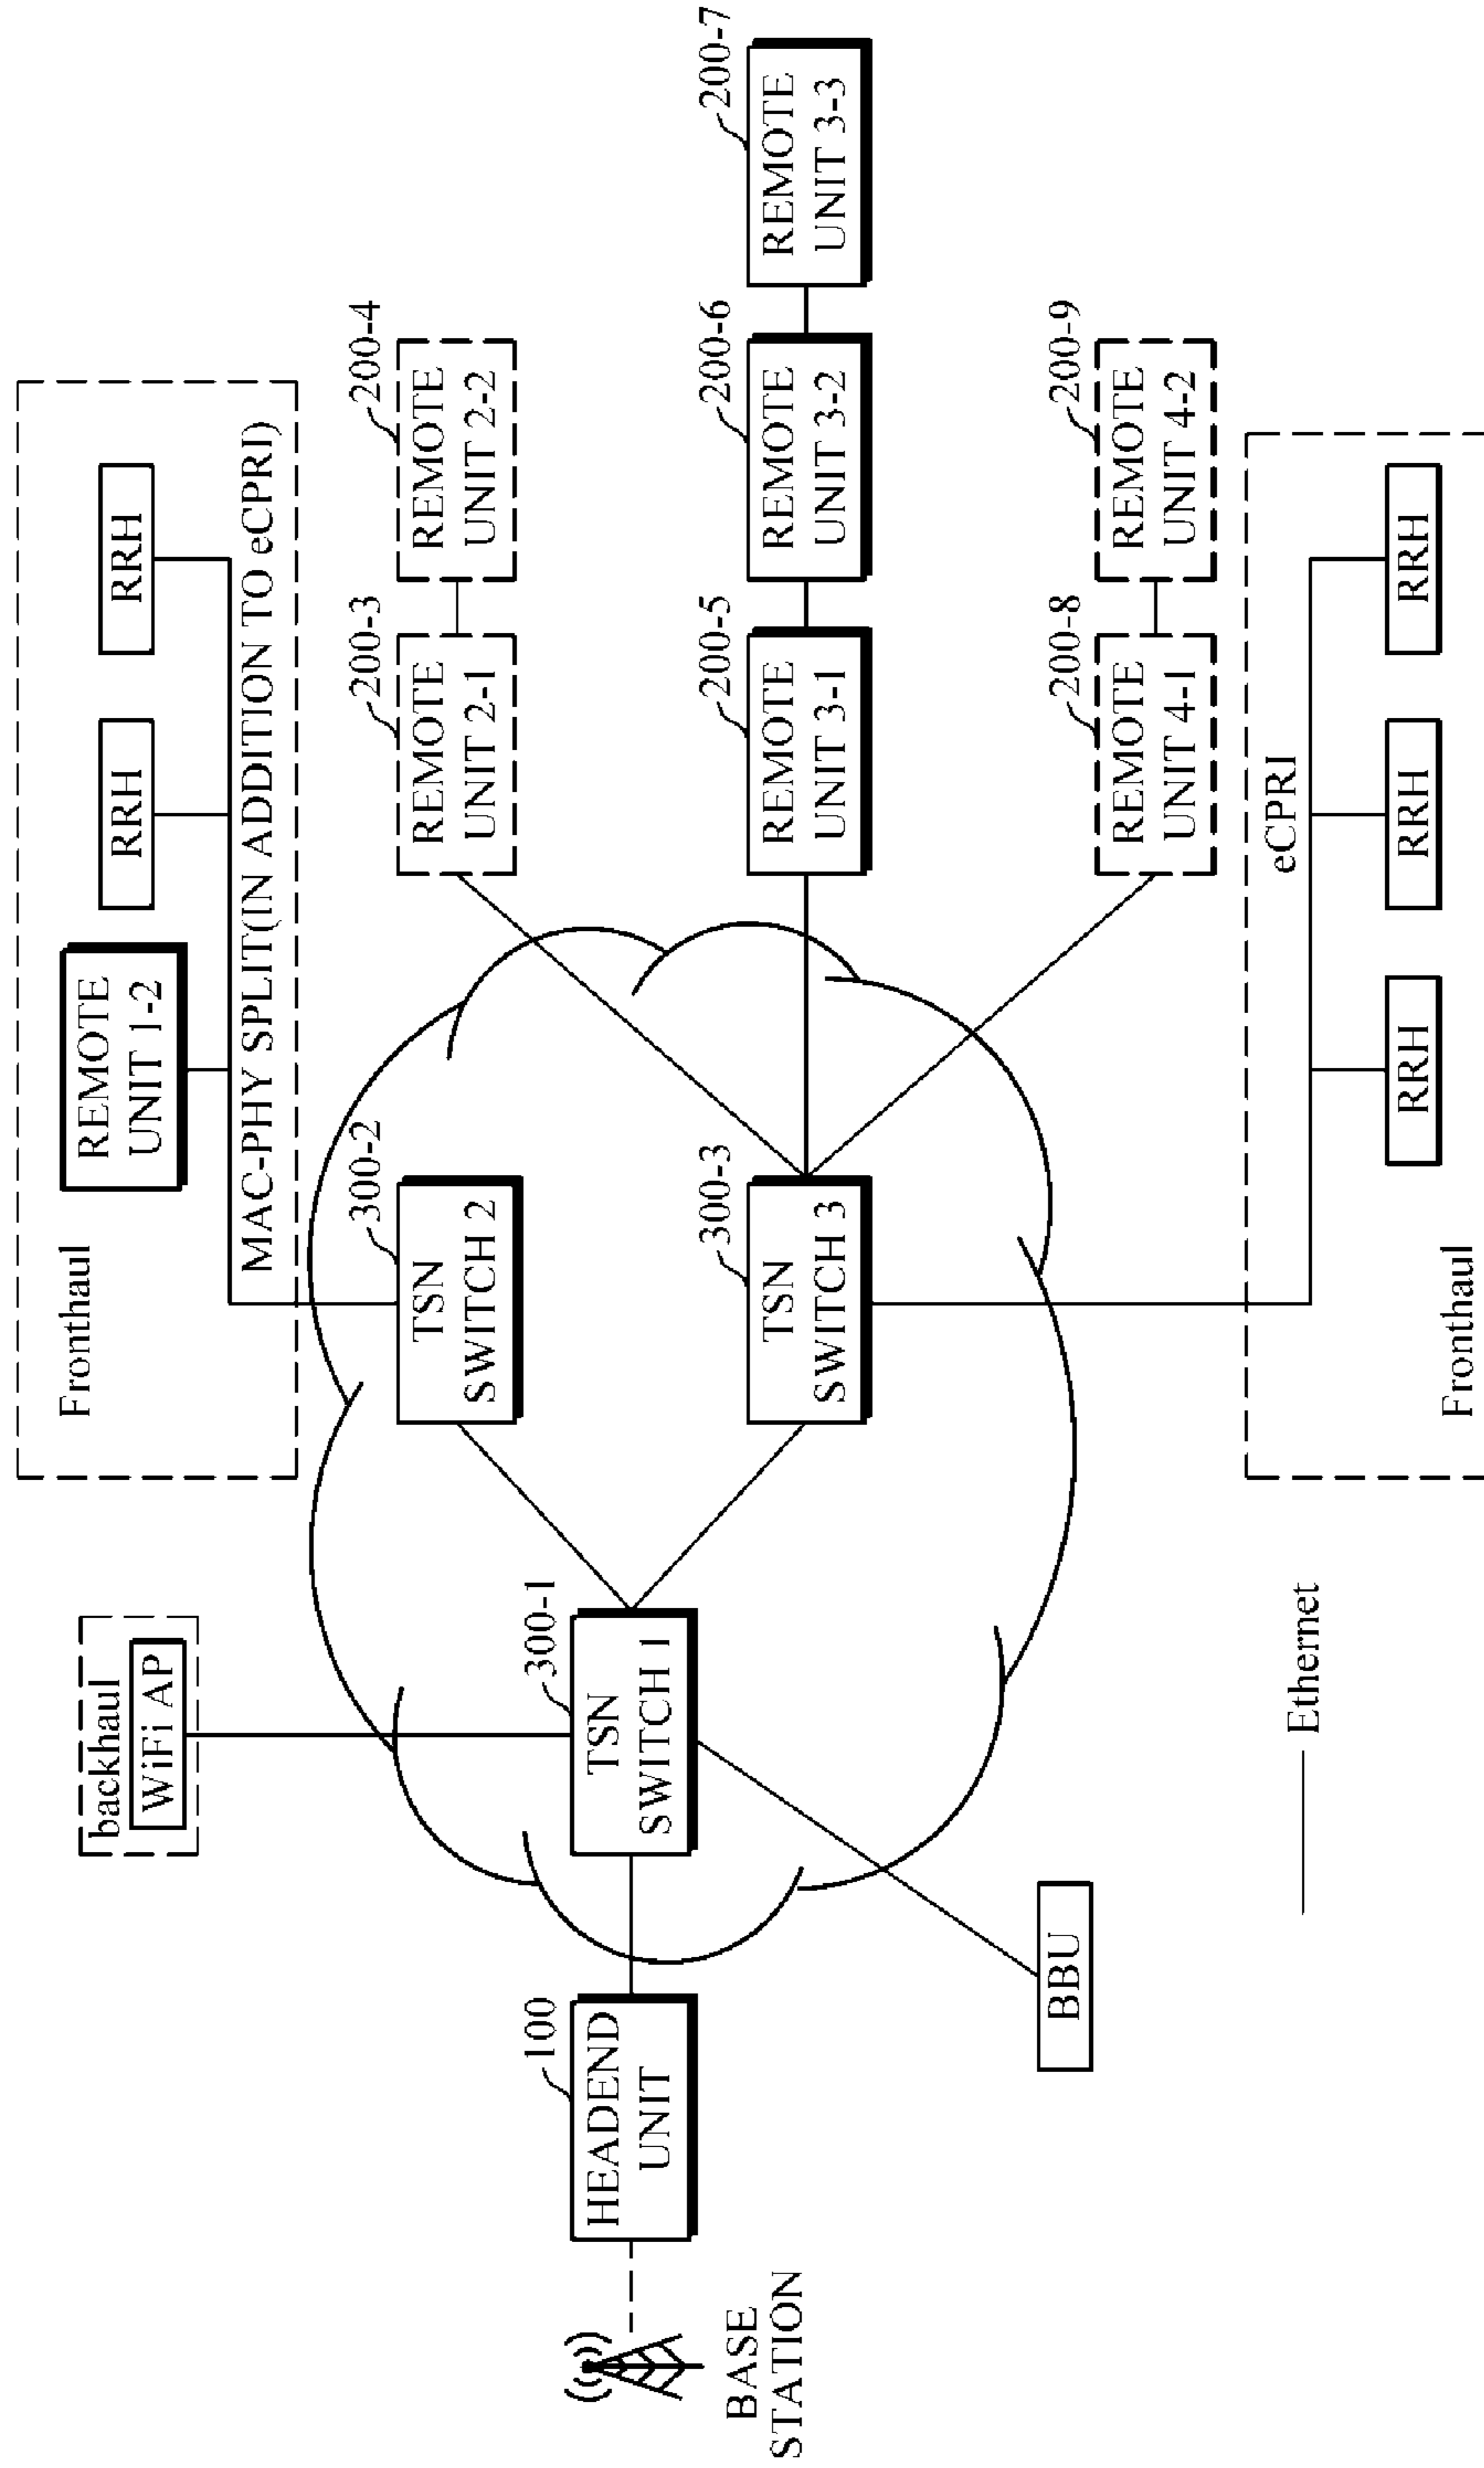 Fronthaul
REMOTE
UNIT 1-2
RRH
RRH
MAC-PHY SPLIT(IN ADDITION TO eCPRI)
backhaul
WiFi AP
300-2
TSN
SWITCH 2
200-3
REMOTE
UNIT 2-1
200-4
REMOTE
UNIT 2-2
100
HEADEND
UNIT
300-1
TSN
SWITCH 1
300-3
TSN
SWITCH 3
200-5
REMOTE
UNIT 3-1
200-6
REMOTE
UNIT 3-2
200-7
REMOTE
UNIT 3-3
BASE
STATION
BBU
200-8
REMOTE
UNIT 4-1
200-9
REMOTE
UNIT 4-2
Ethernet
eCPRI
RRH
RRH
RRH
Fronthaul